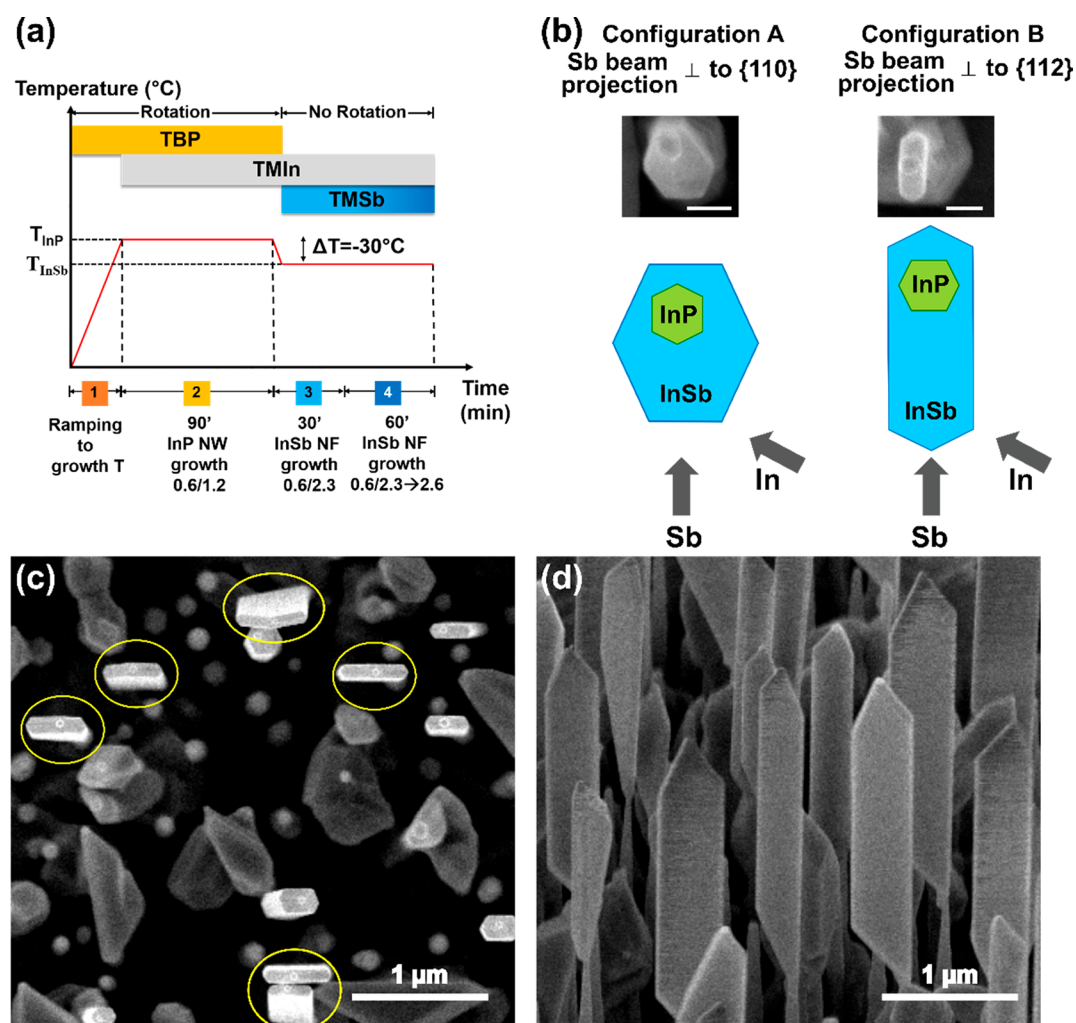 (a)
Temperature (°C)
Rotation
No Rotation
TBP
TMIn
TMSb
T_InP
T_InSb
ΔT=-30°C
Time
(min)
1
2
3
4
Ramping
to
growth T
90'
InP NW
growth
0.6/1.2
30'
InSb NF
growth
0.6/2.3
60'
InSb NF
growth
0.6/2.3→2.6
(b)
Configuration A
Sb beam
projection ⊥ to {110}
Configuration B
Sb beam
projection ⊥ to {112}
InP
InSb
In
Sb
InP
InSb
In
Sb
(c)
1 µm
(d)
1 µm